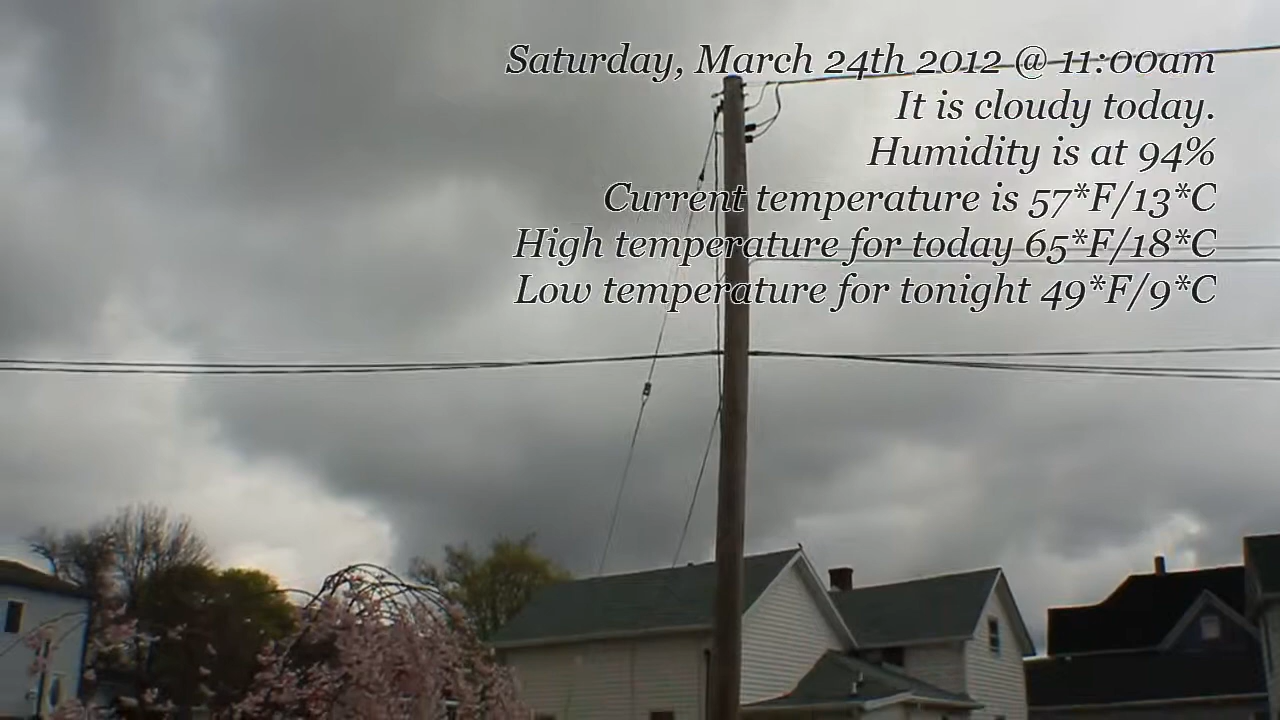 Saturday, March 24th 2012 @ 11:00am
It is cloudy today.
Humidity is at 94%
Current temperature is 57*F/13*C
High temperature for today 65*F/18*C
Low temperature for tonight 49*F/9*C